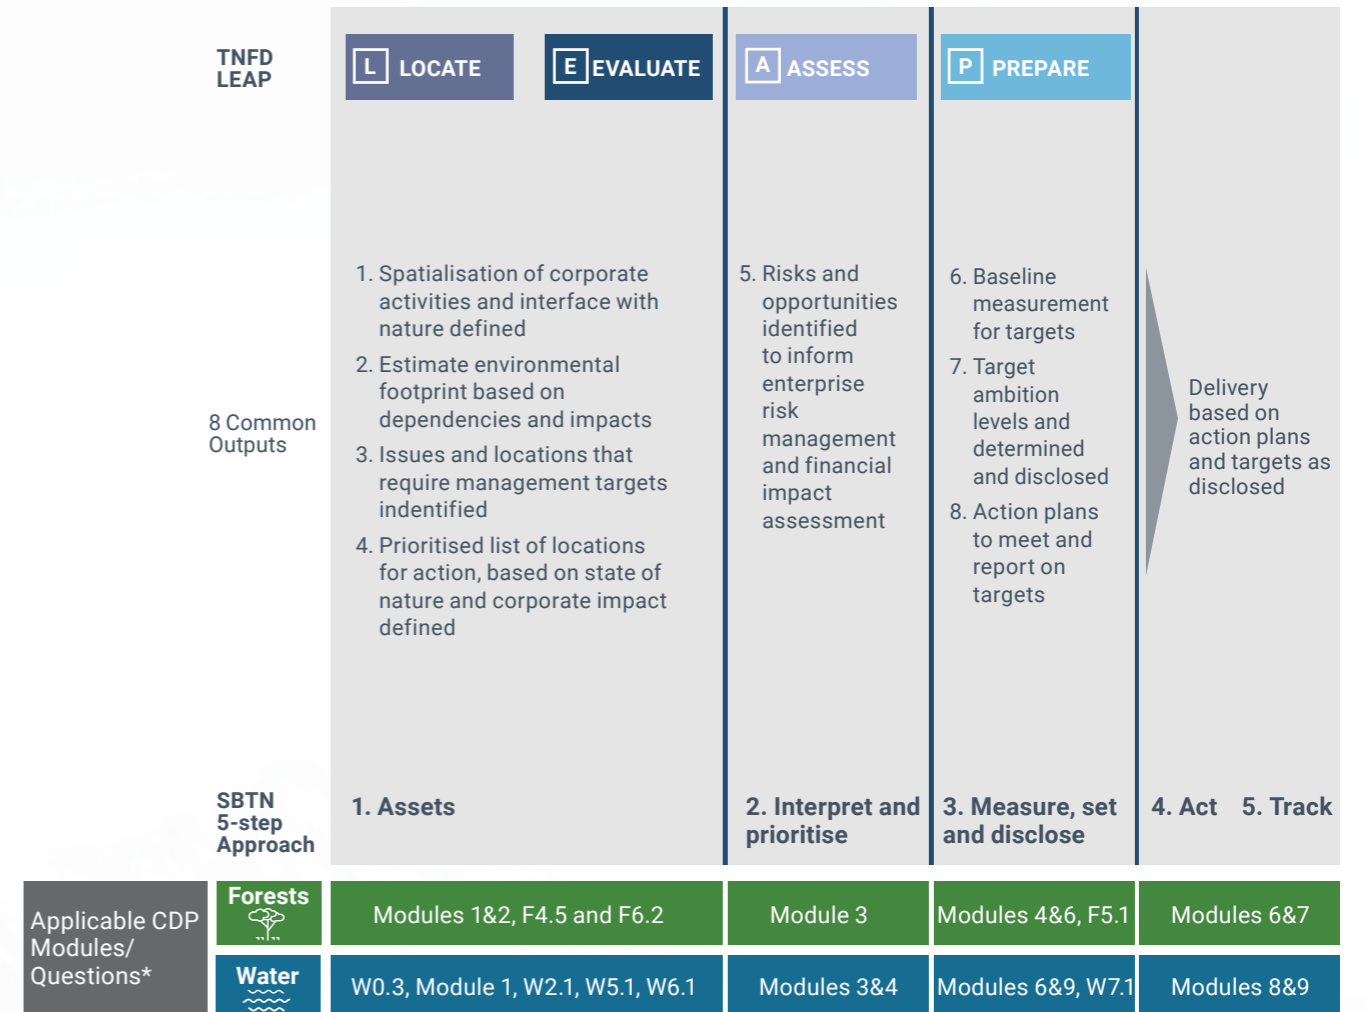 TNFD
LEAP
L LOCATE
E EVALUATE
A ASSESS
P PREPARE
8 Common
Outputs
1. Spatialisation of corporate
activities and interface with
nature defined
2. Estimate environmental
footprint based on
dependencies and impacts
3. Issues and locations that
require management targets
indentified
4. Prioritised list of locations
for action, based on state of
nature and corporate impact
defined
5. Risks and
opportunities
identified
to inform
enterprise
risk
management
and financial
impact
assessment
6. Baseline
measurement
for targets
7. Target
ambition
levels and
determined
and disclosed
8. Action plans
to meet and
report on
targets
Delivery
based on
action plans
and targets as
disclosed
SBTN
5-step
Approach
1. Assets
2. Interpret and
prioritise
3. Measure, set
and disclose
4. Act
5. Track
Applicable CDP
Modules/
Questions*
Forests
Modules 1&2, F4.5 and F6.2
Module 3
Modules 4&6, F5.1
Modules 6&7
Water
W0.3, Module 1, W2.1, W5.1, W6.1
Modules 3&4
Modules 6&9, W7.1
Modules 8&9